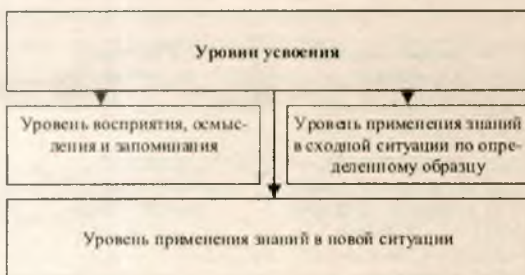 Уровни усвоения
Уровень восприятия, осмыс-
ления и запоминания
Уровень применения знаний
в сходной ситуации по опре-
деленному образцу
Уровень применения знаний в новой ситуации